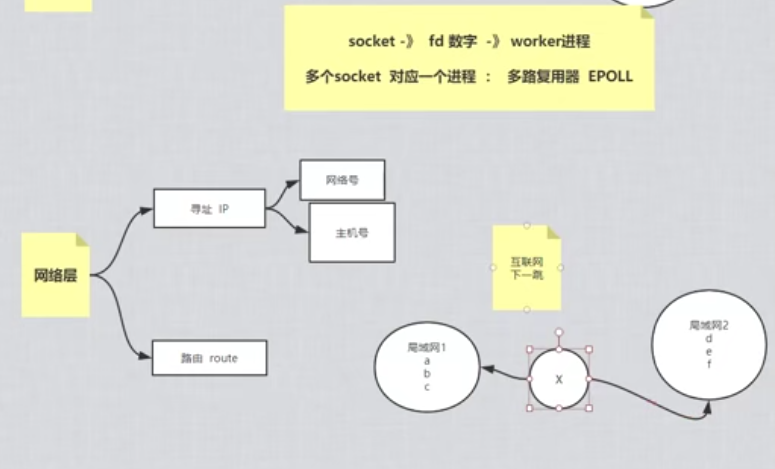 socket -》 fd 数字 -》 worker进程
多个socket 对应一个进程 ： 多路复用器 EPOLL
网络号
寻址 IP
主机号
网络层
路由 route
互联网
下一跳
局域网1
a
b
c
X
局域网2
d
e
f